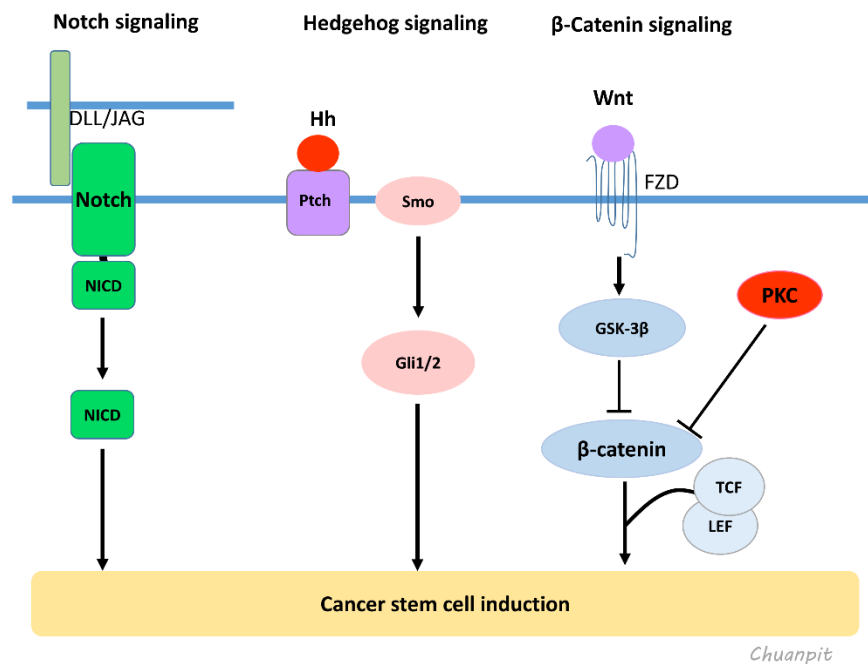 Notch signaling
Hedgehog signaling
β-Catenin signaling
DLL/JAG
Notch
NICD
NICD
Hh
Ptch
Smo
Gli1/2
Wnt
FZD
GSK-3β
PKC
β-catenin
TCF
LEF
Cancer stem cell induction
Chuanpit